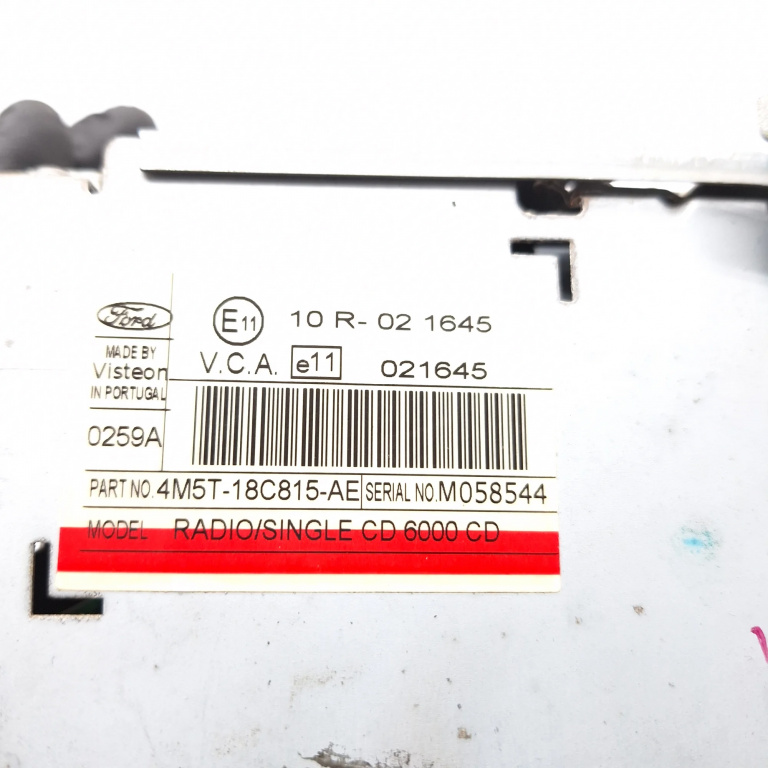 Ford
E11 10 R- 02 1645
MADE BY
Visteon
IN PORTUGAL
V.C.A. e11 021645
0259A
PART NO. 4M5T-18C815-AE SERIAL NO. M058544
MODEL RADIO/SINGLE CD 6000 CD